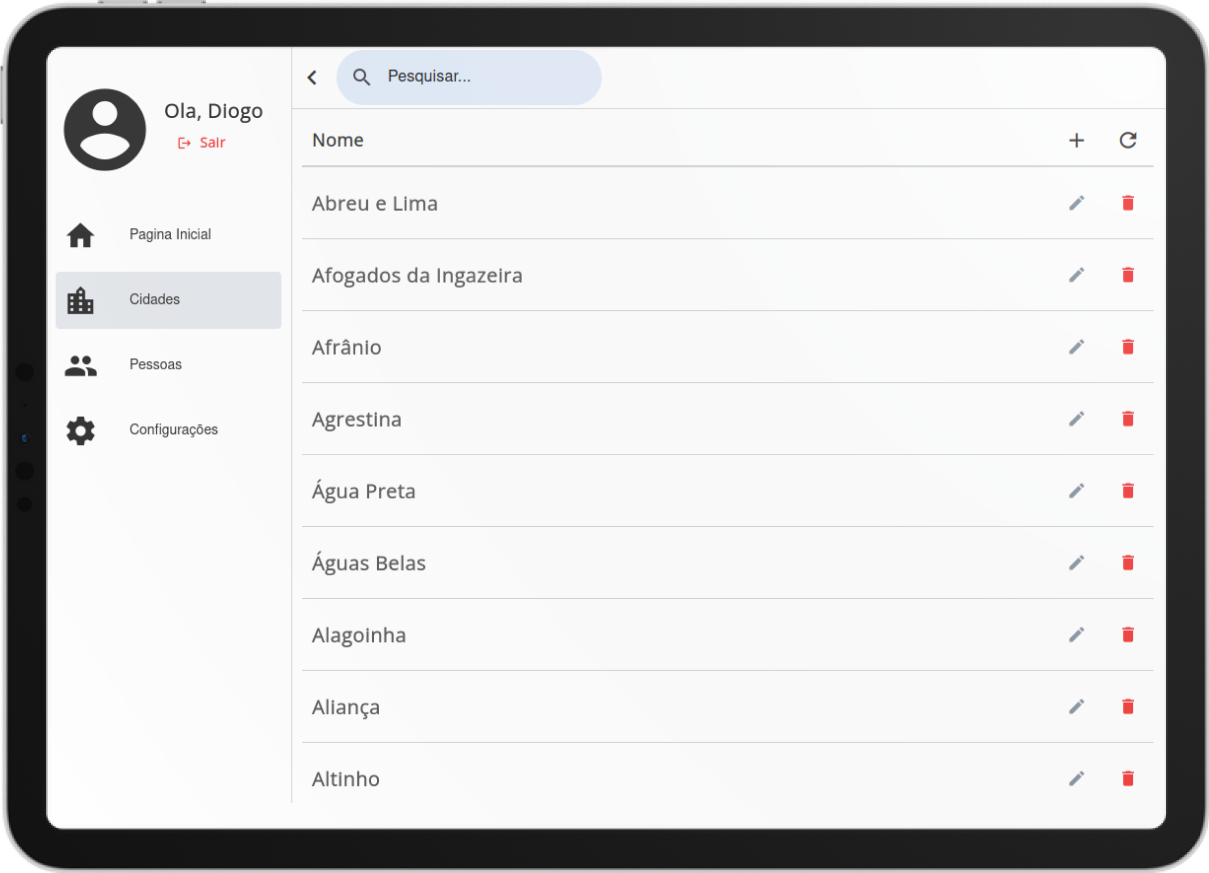 Ola, Diogo
Sair
Pagina Inicial
Cidades
Pessoas
Configurações
Pesquisar...
Nome
Abreu e Lima
Afogados da Ingazeira
Afrânio
Agrestina
Água Preta
Águas Belas
Alagoinha
Aliança
Altinho